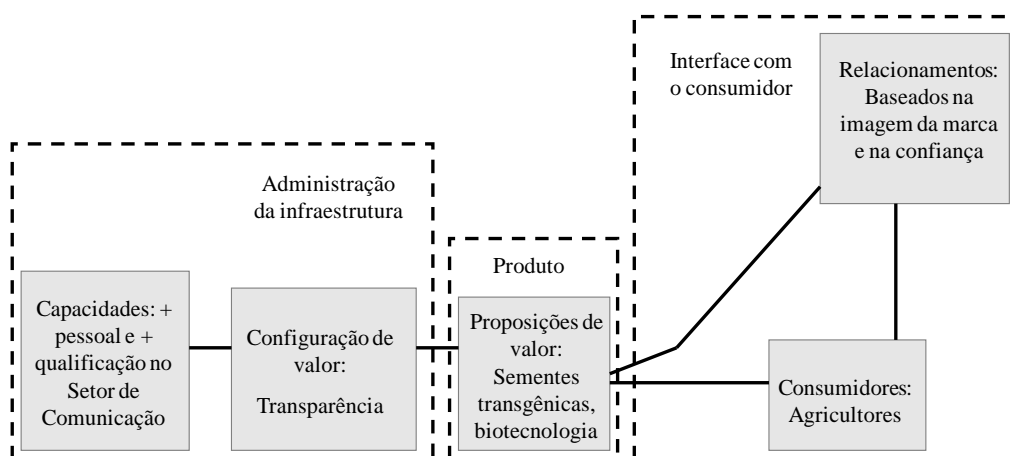 Interface com
o consumidor
Relacionamentos:
Baseados na
imagem da marca
e na confiança
Administração
da infraestrutura
Produto
Capacidades: +
pessoal e +
qualificação no
Setor de
Comunicação
Configuração de
valor:
Transparência
Proposições de
valor:
Sementes
transgênicas,
biotecnologia
Consumidores:
Agricultores